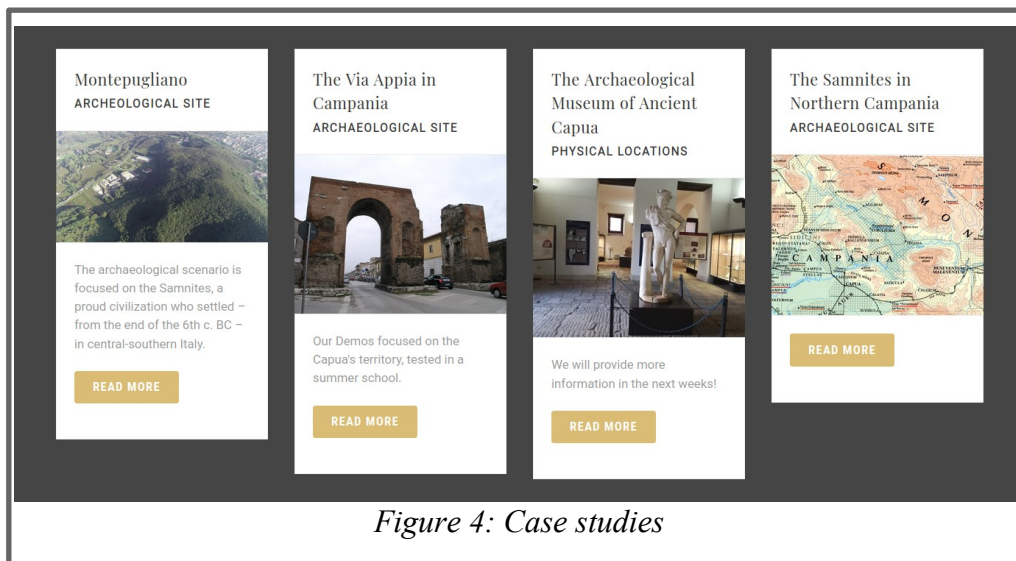 Montepugliano
ARCHEOLOGICAL SITE
The archaeological scenario is
focused on the Samnites, a
proud civilization who settled –
from the end of the 6th c. BC –
in central-southern Italy.
READ MORE
The Via Appia in
Campania
ARCHAEOLOGICAL SITE
Our Demos focused on the
Capua's territory, tested in a
summer school.
READ MORE
The Archaeological
Museum of Ancient
Capua
PHYSICAL LOCATIONS
We will provide more
information in the next weeks!
READ MORE
The Samnites in
Northern Campania
ARCHAEOLOGICAL SITE
S M O N
CAMPANIA
CAPUA
READ MORE
Figure 4: Case studies